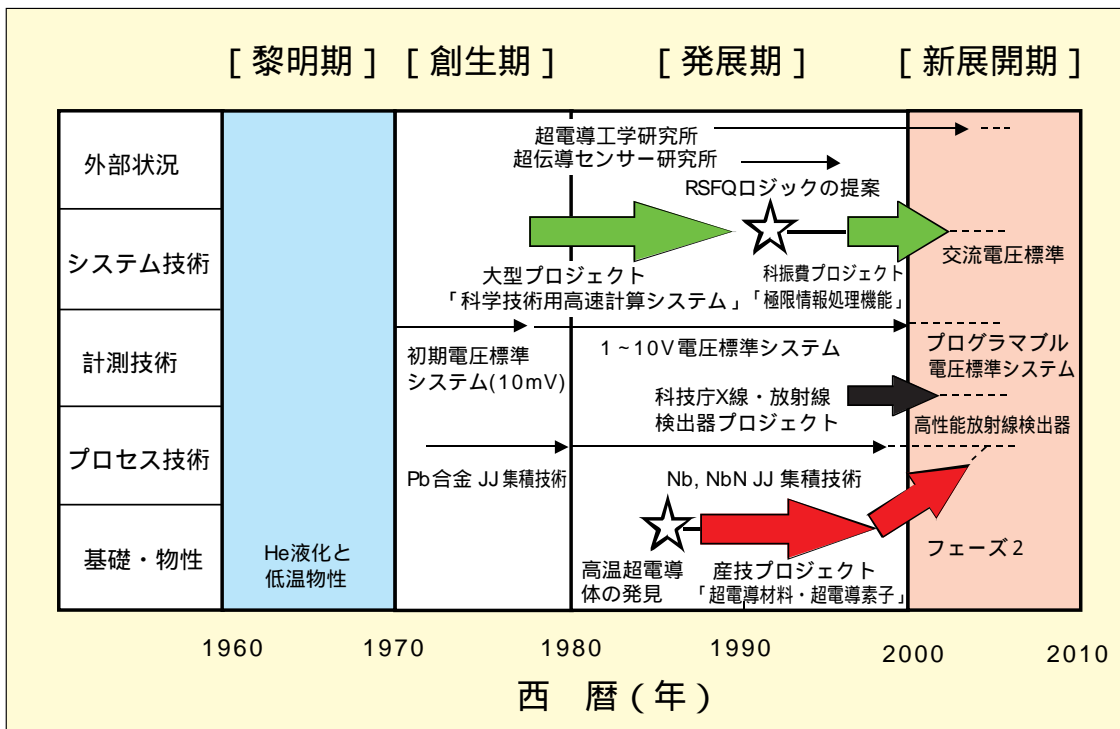 [黎明期]
[創生期]
[発展期]
[新展開期]
外部状況
システム技術
計測技術
プロセス技術
基礎・物性
He液化と
低温物性
超電導工学研究所
超伝導センサー研究所
RSFQロジックの提案
大型プロジェクト
「科学技術用高速計算システム」
科振費プロジェクト
「極限情報処理機能」
交流電圧標準
初期電圧標準
システム(10mV)
1~10V電圧標準システム
プログラマブル
電圧標準システム
科技庁X線・放射線
検出器プロジェクト
高性能放射線検出器
Pb合金 JJ 集積技術
Nb, NbN JJ 集積技術
高温超電導
体の発見
産技プロジェクト
「超電導材料・超電導素子」
フェーズ2
1960
1970
1980
1990
2000
2010
西 暦(年)